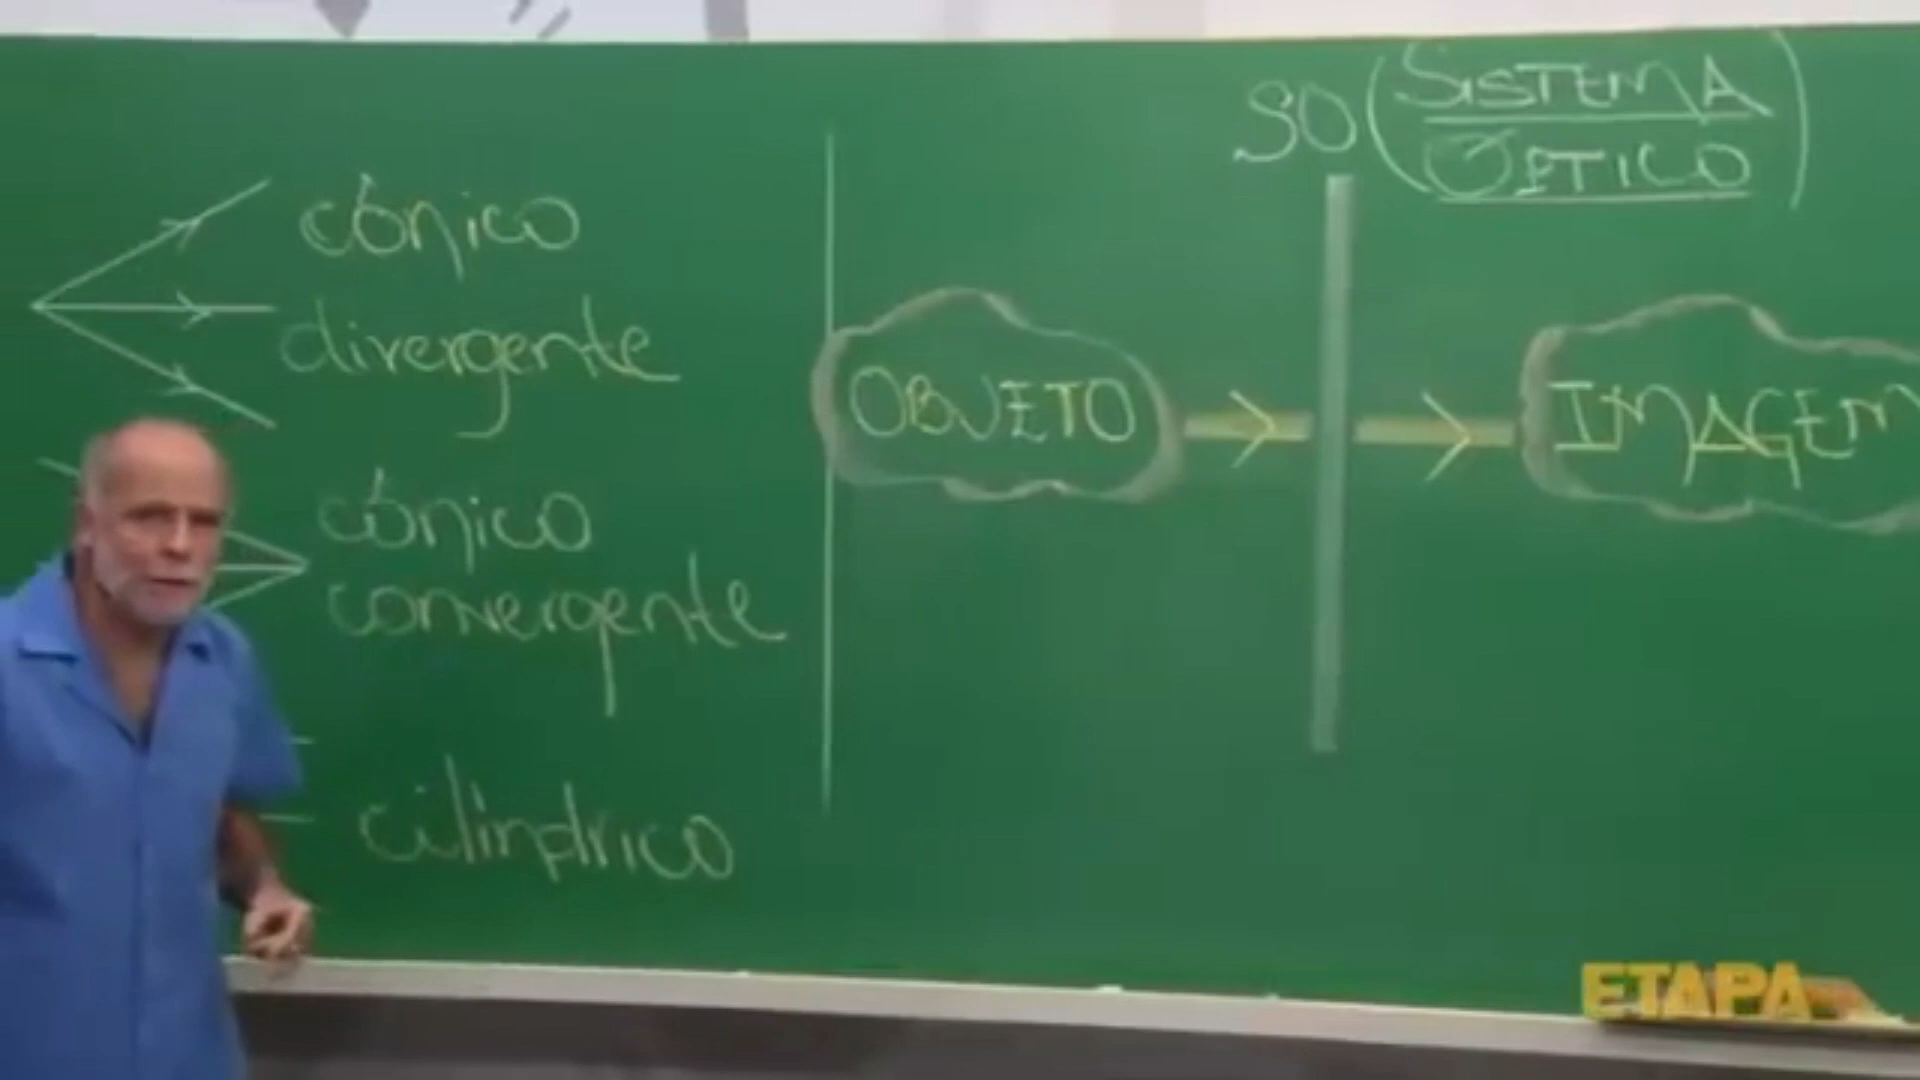 cônico
divergente
cônico
convergente
cilíndrico
SO (SISTEMA
ÓPTICO)
OBJETO
IMAGEM
ETAPA